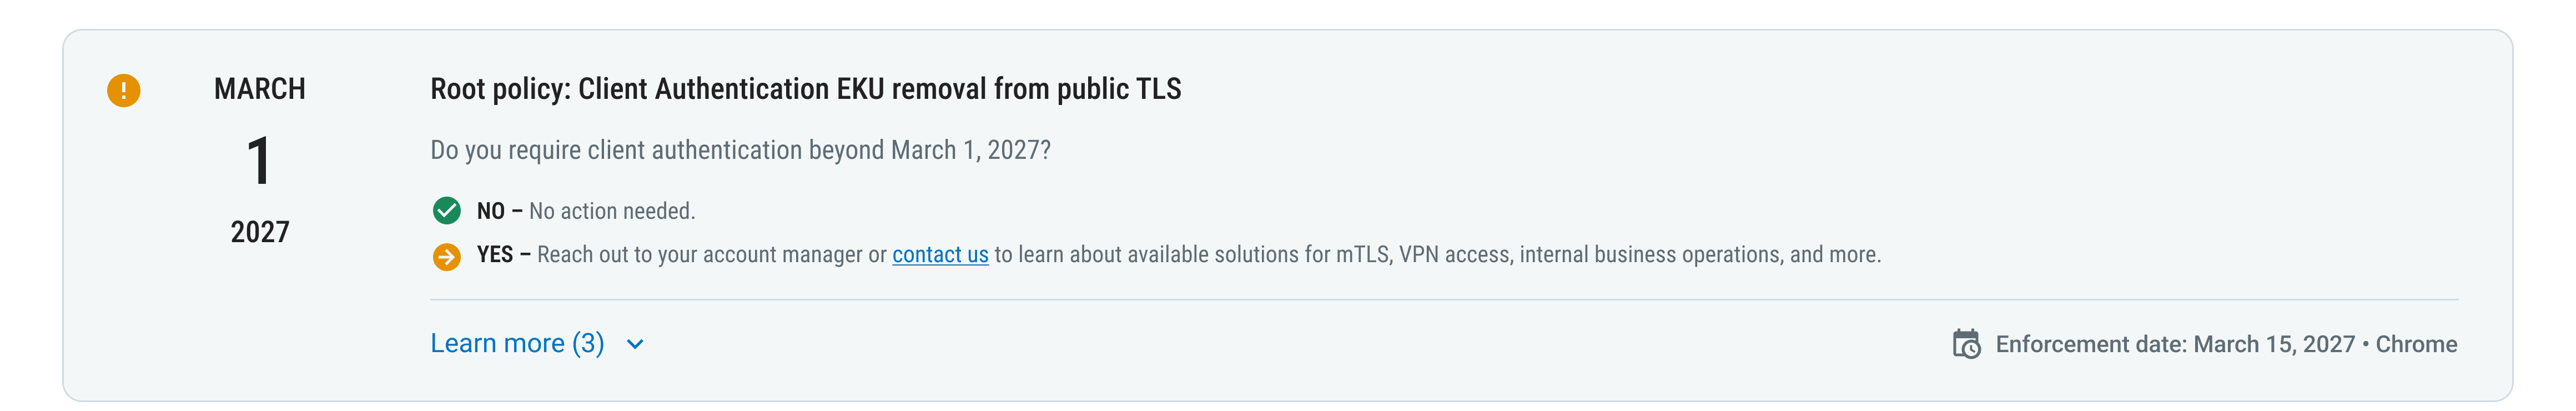 MARCH
1
2027
Root policy: Client Authentication EKU removal from public TLS
Do you require client authentication beyond March 1, 2027?
NO – No action needed.
YES – Reach out to your account manager or contact us to learn about available solutions for mTLS, VPN access, internal business operations, and more.
Learn more (3)
Enforcement date: March 15, 2027 • Chrome